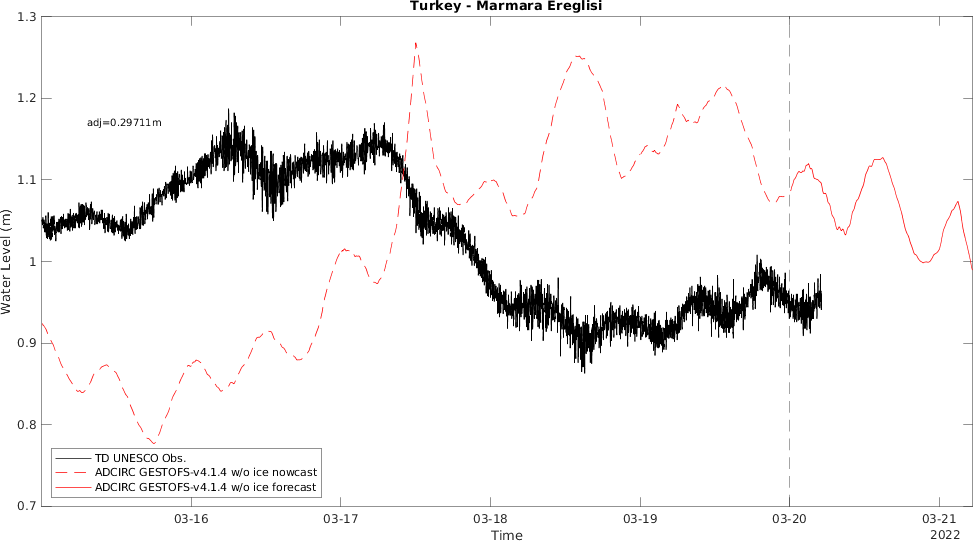 Turkey - Marmara Ereglisi
1.3
1.2
1.1
1
0.9
0.8
0.7
Water Level (m)
adj=0.29711m
TD UNESCO Obs.
ADCIRC GESTOFS-v4.1.4 w/o ice nowcast
ADCIRC GESTOFS-v4.1.4 w/o ice forecast
03-16
03-17
03-18
03-19
03-20
03-21
Time
2022